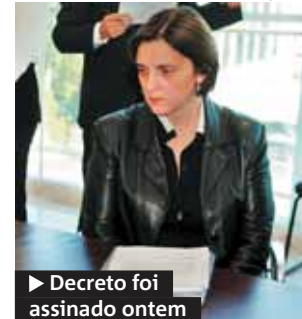 ▶ Decreto foi
assinado ontem